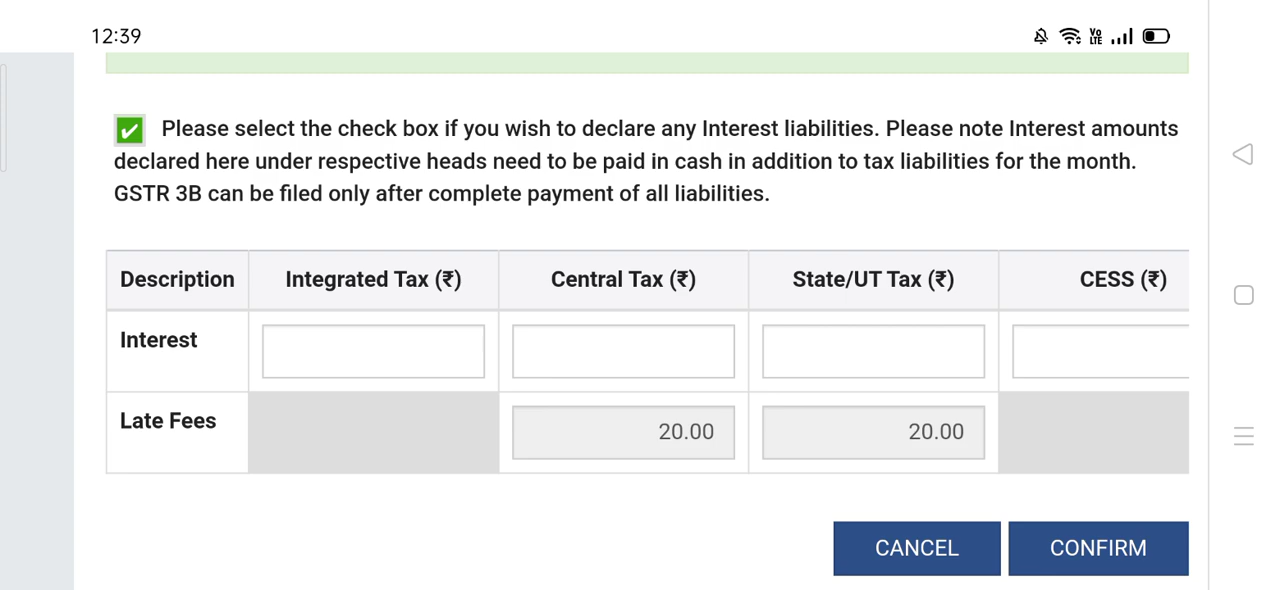 12:39
VO LTE
Please select the check box if you wish to declare any Interest liabilities. Please note Interest amounts
declared here under respective heads need to be paid in cash in addition to tax liabilities for the month.
GSTR 3B can be filed only after complete payment of all liabilities.
Description Integrated Tax (₹) Central Tax (₹) State/UT Tax (₹) CESS (₹)
Interest
Late Fees 20.00 20.00
CANCEL CONFIRM